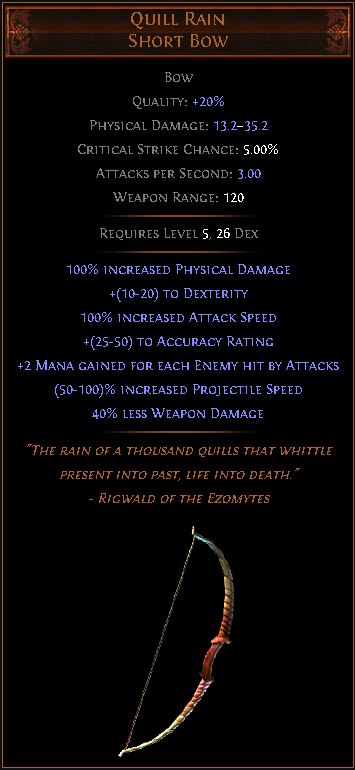 Quill Rain
Short Bow
Bow
Quality: +20%
Physical Damage: 13.2–35.2
Critical Strike Chance: 5.00%
Attacks per Second: 3.00
Weapon Range: 120
Requires Level 5, 26 Dex
100% increased Physical Damage
+(10-20) to Dexterity
100% increased Attack Speed
+(25-50) to Accuracy Rating
+2 Mana gained for each Enemy hit by Attacks
(50-100)% increased Projectile Speed
40% less Weapon Damage
"The rain of a thousand quills that whittle
present into past, life into death."
- Rigwald of the Ezomytes